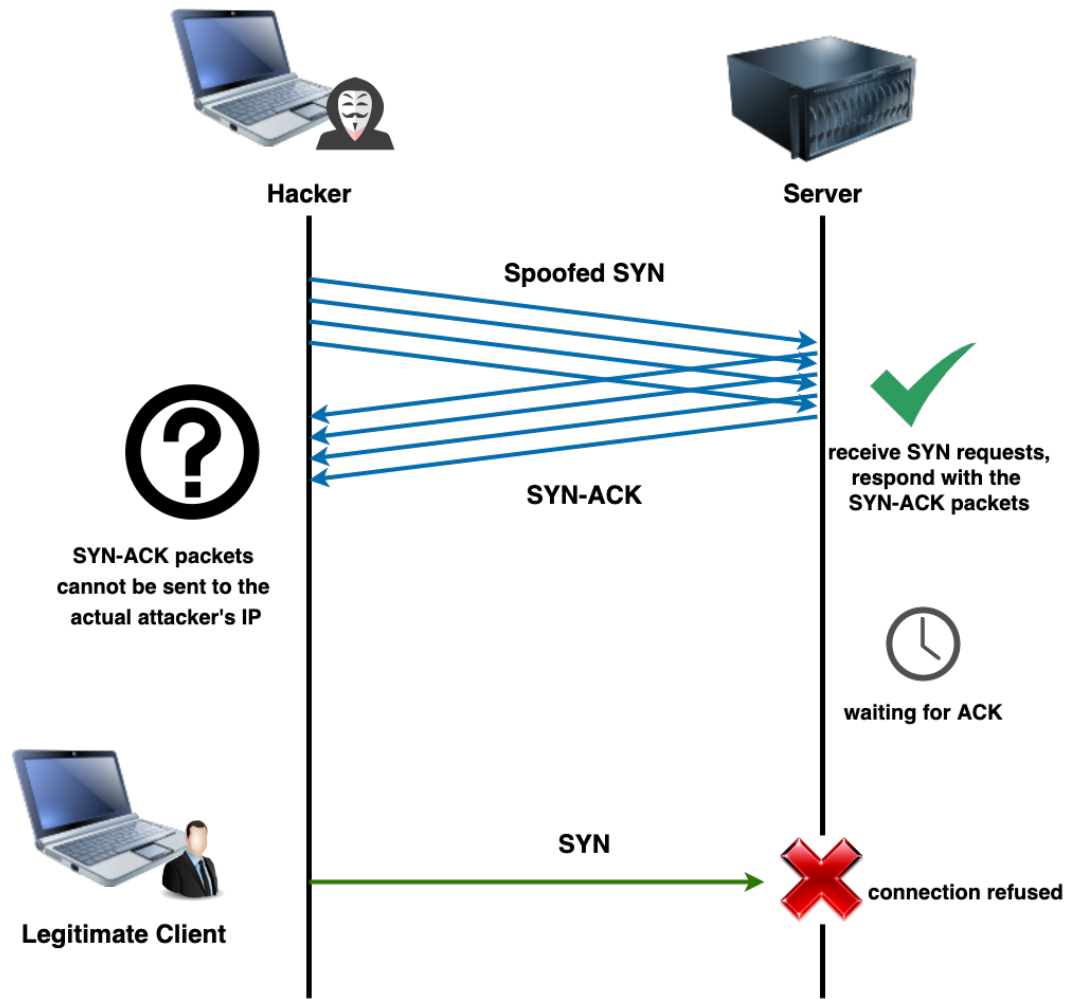 Hacker
Server
Spoofed SYN
receive SYN requests,
respond with the
SYN-ACK packets
SYN-ACK
?
SYN-ACK packets
cannot be sent to the
actual attacker's IP
waiting for ACK
SYN
connection refused
Legitimate Client